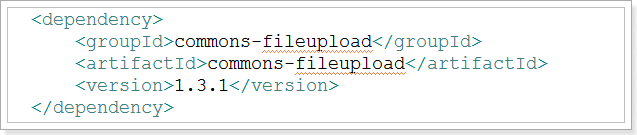 <dependency>
<groupId>commons-fileupload</groupId>
<artifactId>commons-fileupload</artifactId>
<version>1.3.1</version>
</dependency>